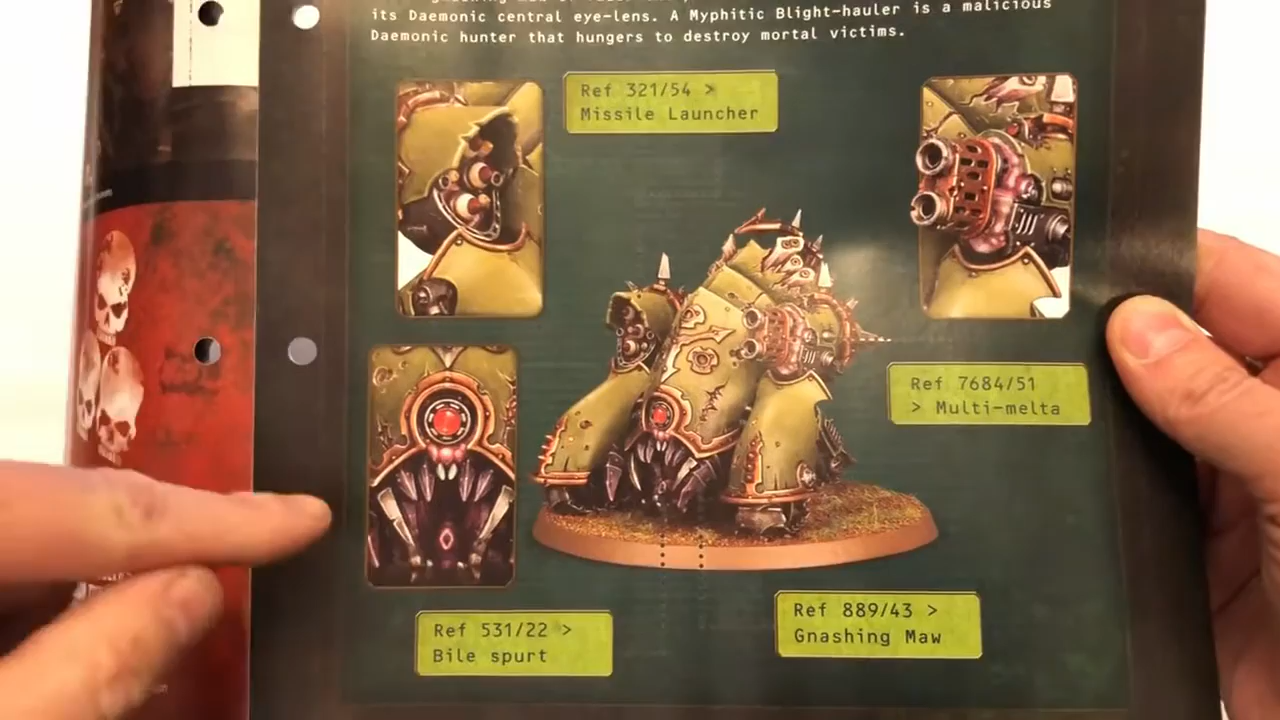 its Daemonic central eye-lens. A Myphitic Blight-hauler is a malicious
Daemonic hunter that hungers to destroy mortal victims.
Ref 321/54 >
Missile Launcher
Ref 7684/51
> Multi-melta
Ref 889/43 >
Gnashing Maw
Ref 531/22 >
Bile spurt